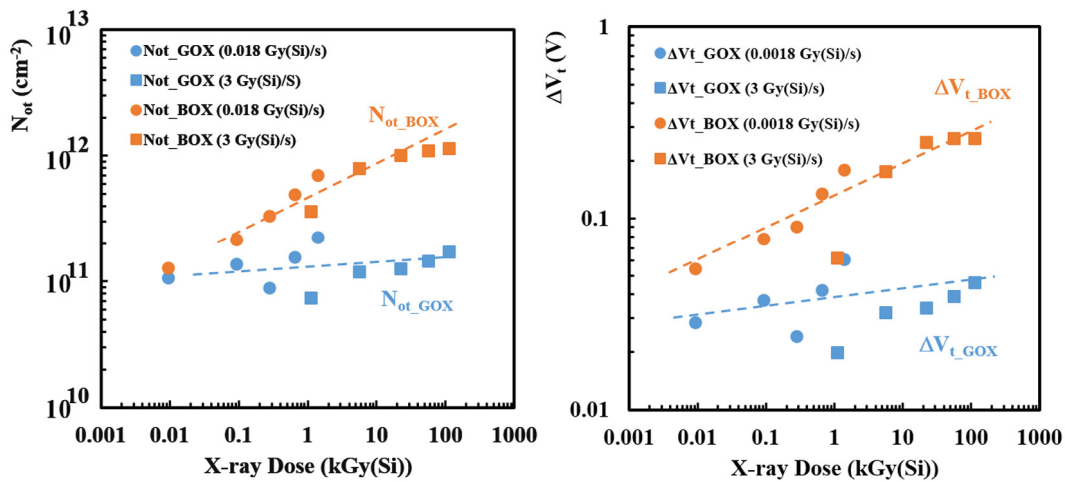 10¹³
10¹²
10¹¹
10¹⁰
N_ot (cm⁻²)
Not_GOX (0.018 Gy(Si)/s)
Not_GOX (3 Gy(Si)/S)
Not_BOX (0.018 Gy(Si)/s)
Not_BOX (3 Gy(Si)/s)
N_ot_BOX
N_ot_GOX
0.001 0.01 0.1 1 10 100 1000
X-ray Dose (kGy(Si))
1
0.1
0.01
ΔV_t (V)
ΔVt_GOX (0.0018 Gy(Si)/s)
ΔVt_GOX (3 Gy(Si)/s)
ΔVt_BOX (0.0018 Gy(Si)/s)
ΔVt_BOX (3 Gy(Si)/s)
ΔV_t_BOX
ΔV_t_GOX
0.001 0.01 0.1 1 10 100 1000
X-ray Dose (kGy(Si))